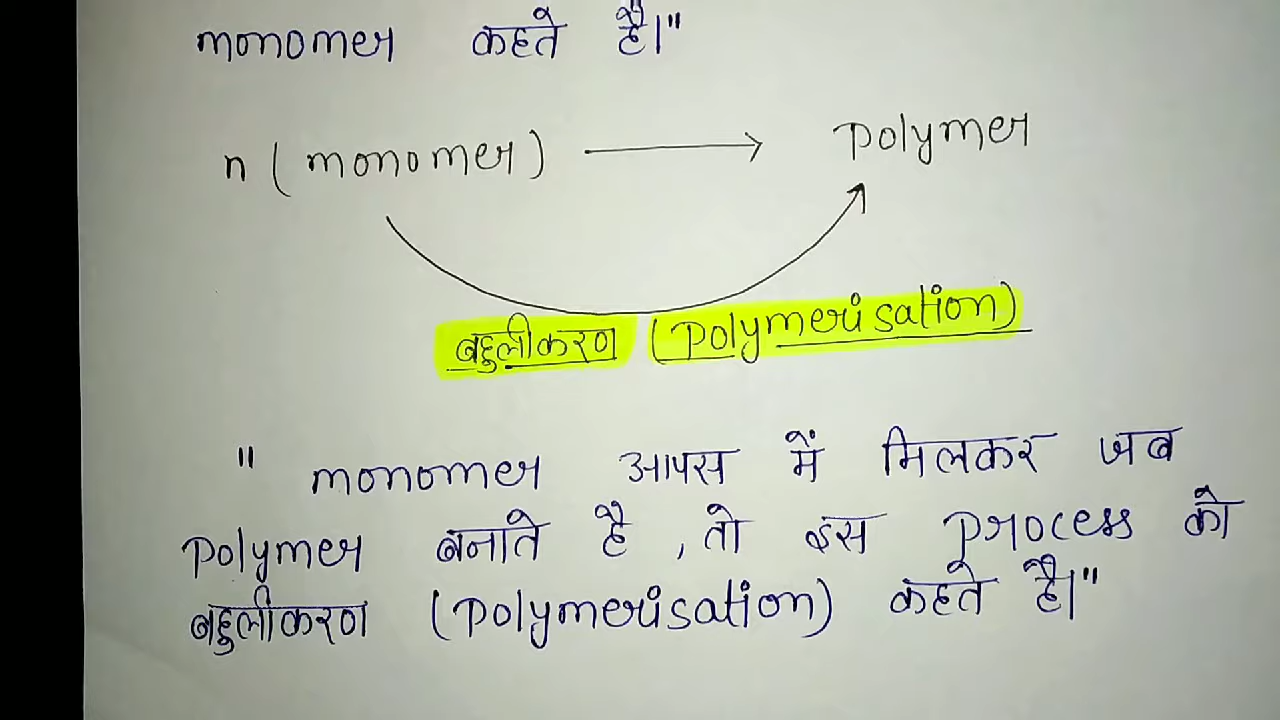 monomer कहते है।"
n ( monomer ) ⟶ Polymer
बहुलीकरण (Polymerisation)
" monomer आपस में मिलकर जब
Polymer बनाते है , तो इस process को
बहुलीकरण (Polymerisation) कहते है।"